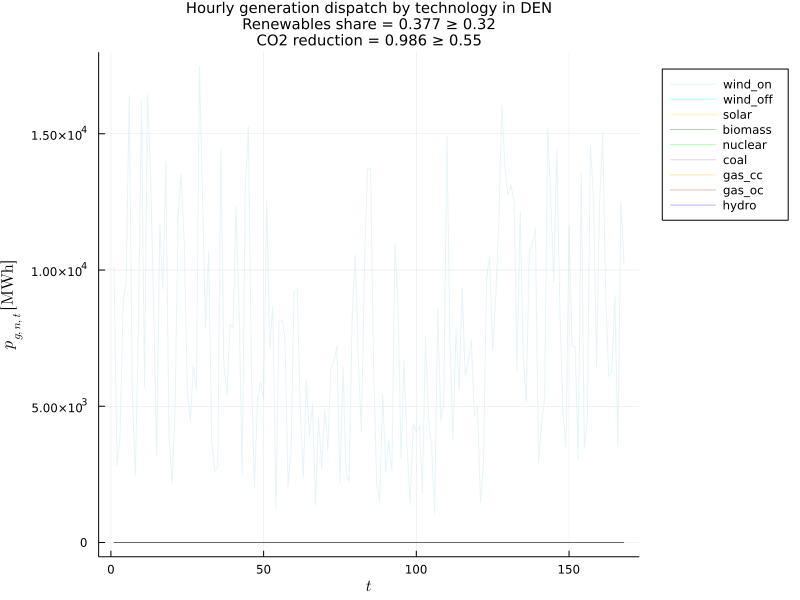 Hourly generation dispatch by technology in DEN
Renewables share = 0.377 ≥ 0.32
CO2 reduction = 0.986 ≥ 0.55
wind_on
wind_off
solar
biomass
nuclear
coal
gas_cc
gas_oc
hydro
1.50×10⁴
1.00×10⁴
5.00×10³
0
p_{g,n,t} [MWh]
0 50 100 150
t